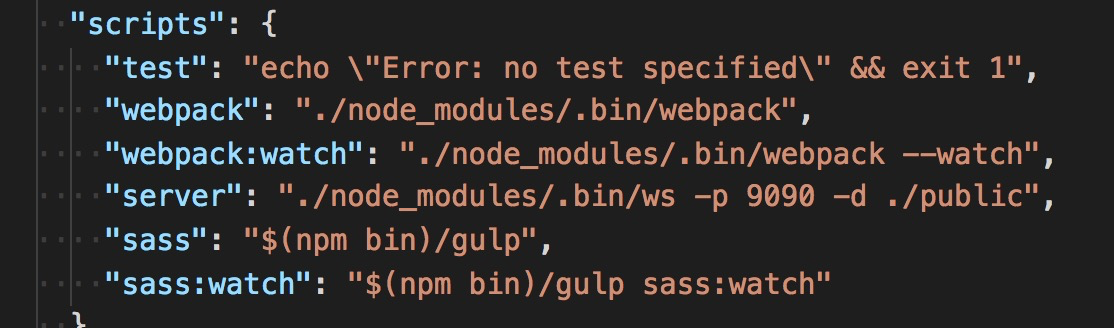 "scripts": {
"test": "echo \"Error: no test specified\" && exit 1",
"webpack": "./node_modules/.bin/webpack",
"webpack:watch": "./node_modules/.bin/webpack --watch",
"server": "./node_modules/.bin/ws -p 9090 -d ./public",
"sass": "$(npm bin)/gulp",
"sass:watch": "$(npm bin)/gulp sass:watch"
}